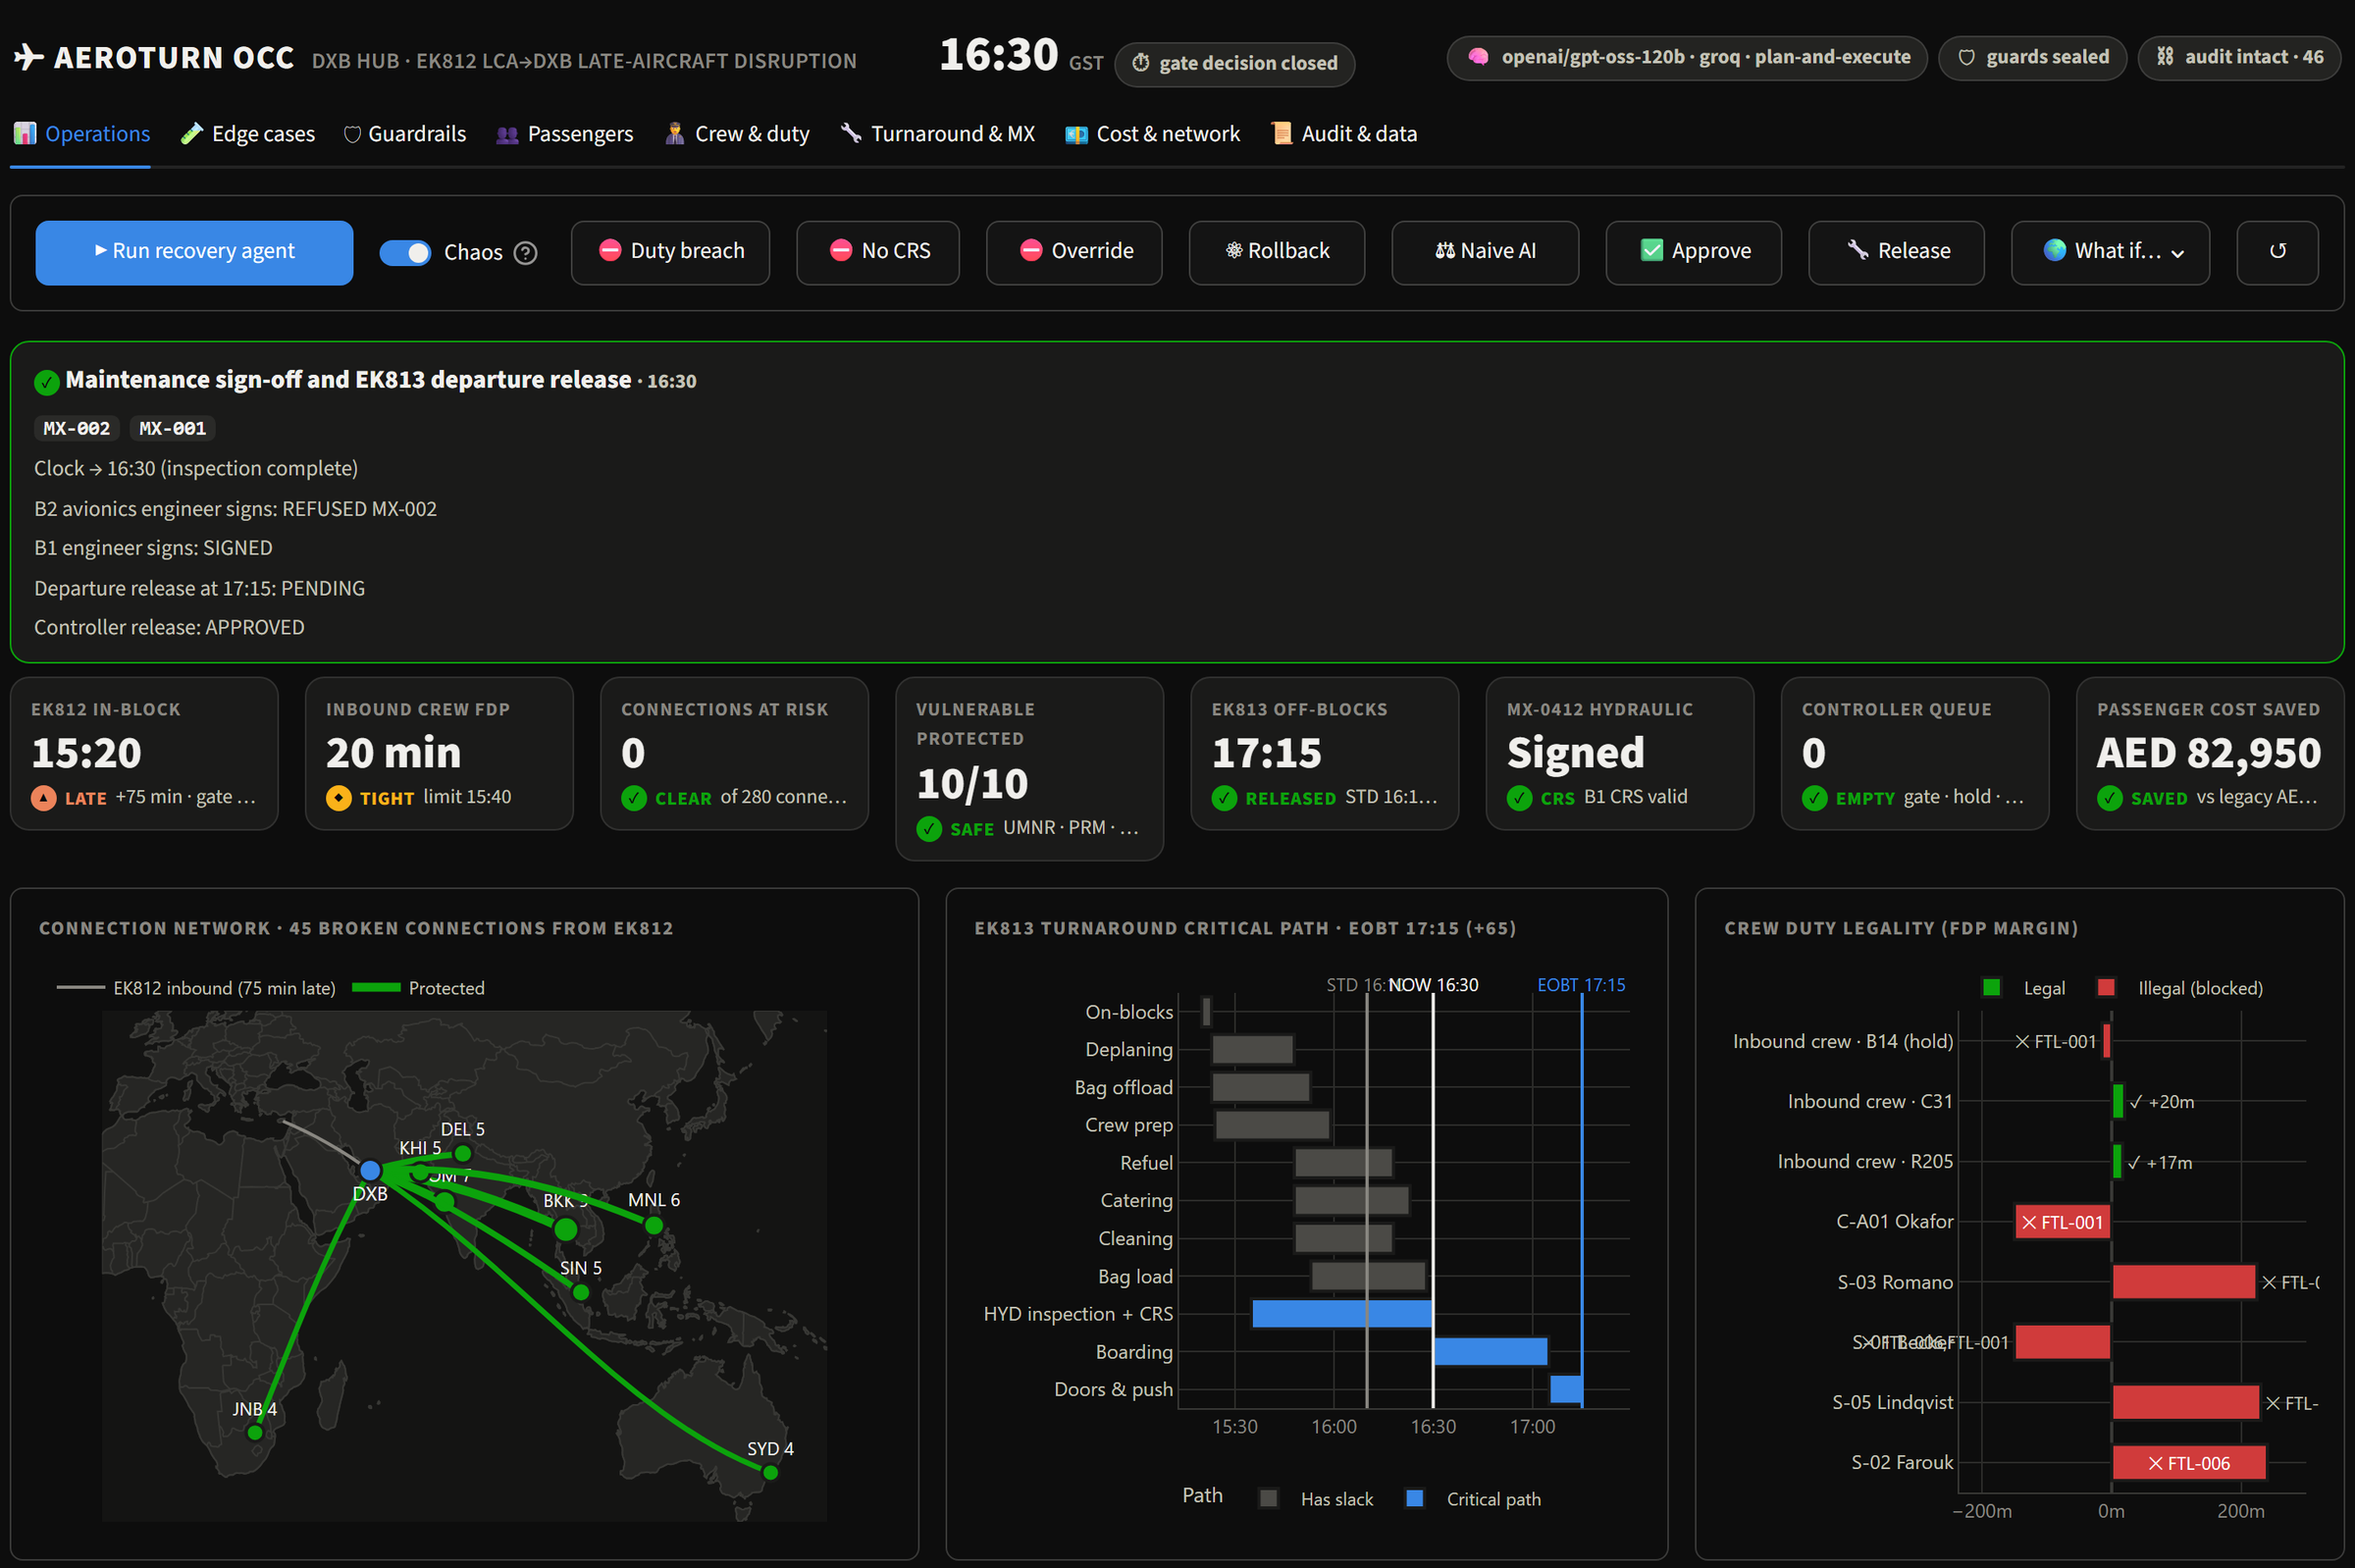 AEROTURN OCC DXB HUB · EK812 LCA→DXB LATE-AIRCRAFT DISRUPTION
16:30 GST gate decision closed
openai/gpt-oss-120b · groq · plan-and-execute
guards sealed
audit intact · 46
Operations Edge cases Guardrails Passengers Crew & duty Turnaround & MX Cost & network Audit & data
Run recovery agent Chaos Duty breach No CRS Override Rollback Naive AI Approve Release What if…
Maintenance sign-off and EK813 departure release · 16:30
MX-002 MX-001
Clock → 16:30 (inspection complete)
B2 avionics engineer signs: REFUSED MX-002
B1 engineer signs: SIGNED
Departure release at 17:15: PENDING
Controller release: APPROVED
EK812 IN-BLOCK
15:20
LATE +75 min · gate …
INBOUND CREW FDP
20 min
TIGHT limit 15:40
CONNECTIONS AT RISK
0
CLEAR of 280 conne…
VULNERABLE
PROTECTED
10/10
SAFE UMNR · PRM · …
EK813 OFF-BLOCKS
17:15
RELEASED STD 16:1…
MX-0412 HYDRAULIC
Signed
CRS B1 CRS valid
CONTROLLER QUEUE
0
EMPTY gate · hold · …
PASSENGER COST SAVED
AED 82,950
SAVED vs legacy AE…
CONNECTION NETWORK · 45 BROKEN CONNECTIONS FROM EK812
EK812 inbound (75 min late) Protected
DEL 5
KHI 5
DXB
BKK
MNL 6
SIN 5
JNB 4
SYD 4
EK813 TURNAROUND CRITICAL PATH · EOBT 17:15 (+65)
STD 16: NOW 16:30 EOBT 17:15
On-blocks
Deplaning
Bag offload
Crew prep
Refuel
Catering
Cleaning
Bag load
HYD inspection + CRS
Boarding
Doors & push
15:30 16:00 16:30 17:00
Path Has slack Critical path
CREW DUTY LEGALITY (FDP MARGIN)
Legal Illegal (blocked)
Inbound crew · B14 (hold) ✕ FTL-001
Inbound crew · C31 ✓ +20m
Inbound crew · R205 ✓ +17m
C-A01 Okafor ✕ FTL-001
S-03 Romano ✕ FTL-
FTL-001
S-05 Lindqvist ✕ FTL-
S-02 Farouk ✕ FTL-006
−200m 0m 200m